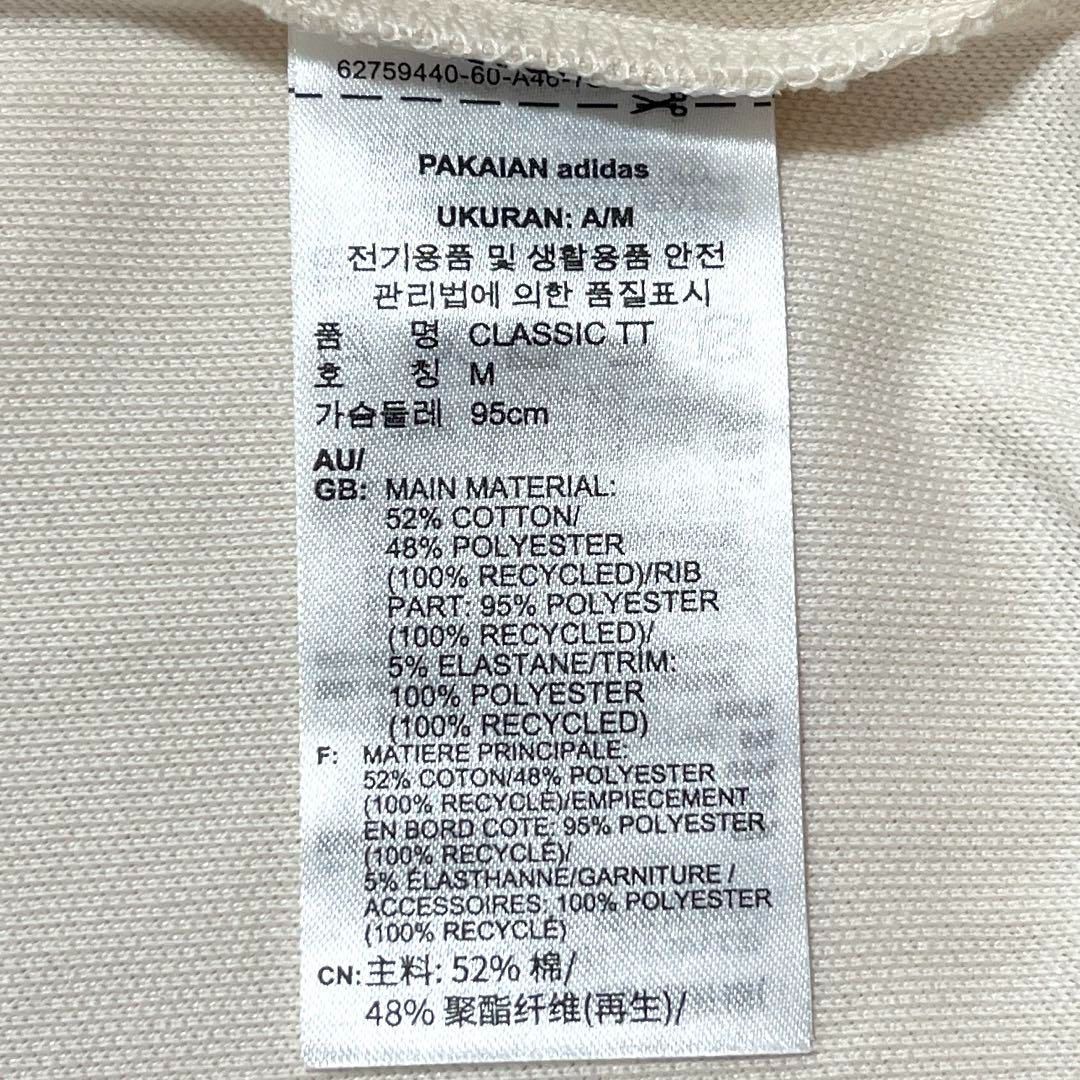 62759440-60-A46-
PAKAIAN adidas
UKURAN: A/M
전기용품 및 생활용품 안전
관리법에 의한 품질표시
품 명 CLASSIC TT
호 칭 M
가슴둘레 95cm
AU/
GB: MAIN MATERIAL:
52% COTTON/
48% POLYESTER
(100% RECYCLED)/RIB
PART: 95% POLYESTER
(100% RECYCLED)/
5% ELASTANE/TRIM:
100% POLYESTER
(100% RECYCLED)
F: MATIERE PRINCIPALE:
52% COTON/48% POLYESTER
(100% RECYCLÉ)/EMPIECEMENT
EN BORD COTE: 95% POLYESTER
(100% RECYCLÉ)/
5% ÉLASTHANNE/GARNITURE /
ACCESSOIRES: 100% POLYESTER
(100% RECYCLÉ)
CN: 主料: 52% 棉/
48% 聚酯纤维(再生)/